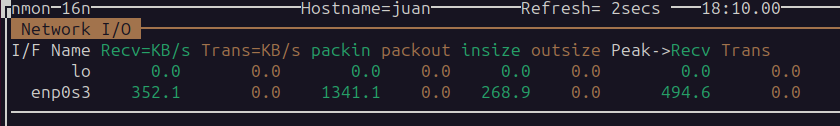 nmon─16n Hostname=juan Refresh= 2secs 18:10.00
Network I/O
I/F Name Recv=KB/s Trans=KB/s packin packout insize outsize Peak->Recv Trans
lo 0.0 0.0 0.0 0.0 0.0 0.0 0.0 0.0
enp0s3 352.1 0.0 1341.1 0.0 268.9 0.0 494.6 0.0